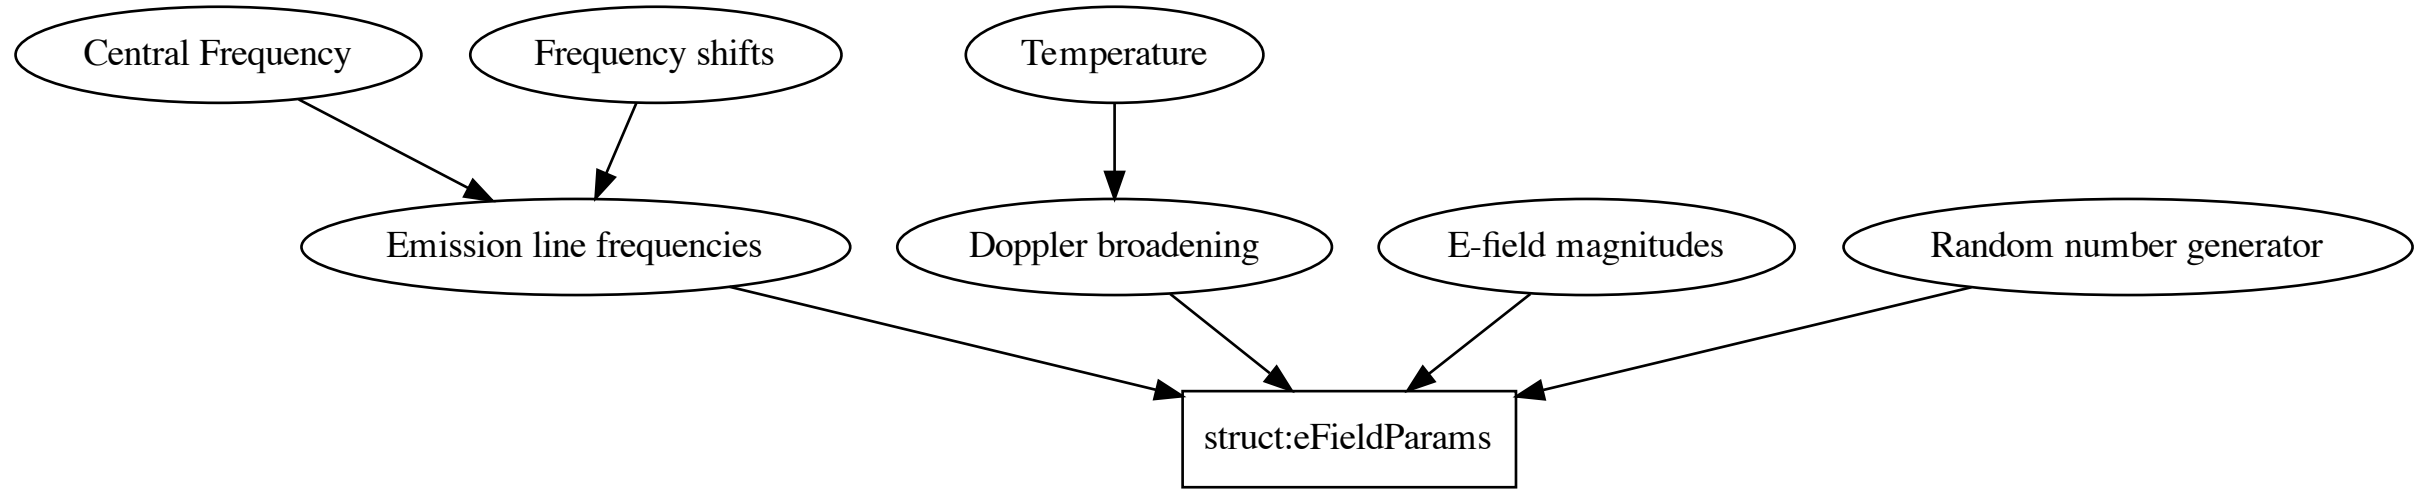 Central Frequency
Frequency shifts
Temperature
Emission line frequencies
Doppler broadening
E-field magnitudes
Random number generator
struct:eFieldParams